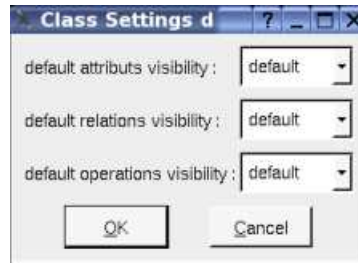 Class Settings d
default attributs visibility : default
default relations visibility : default
default operations visibility : default
OK Cancel